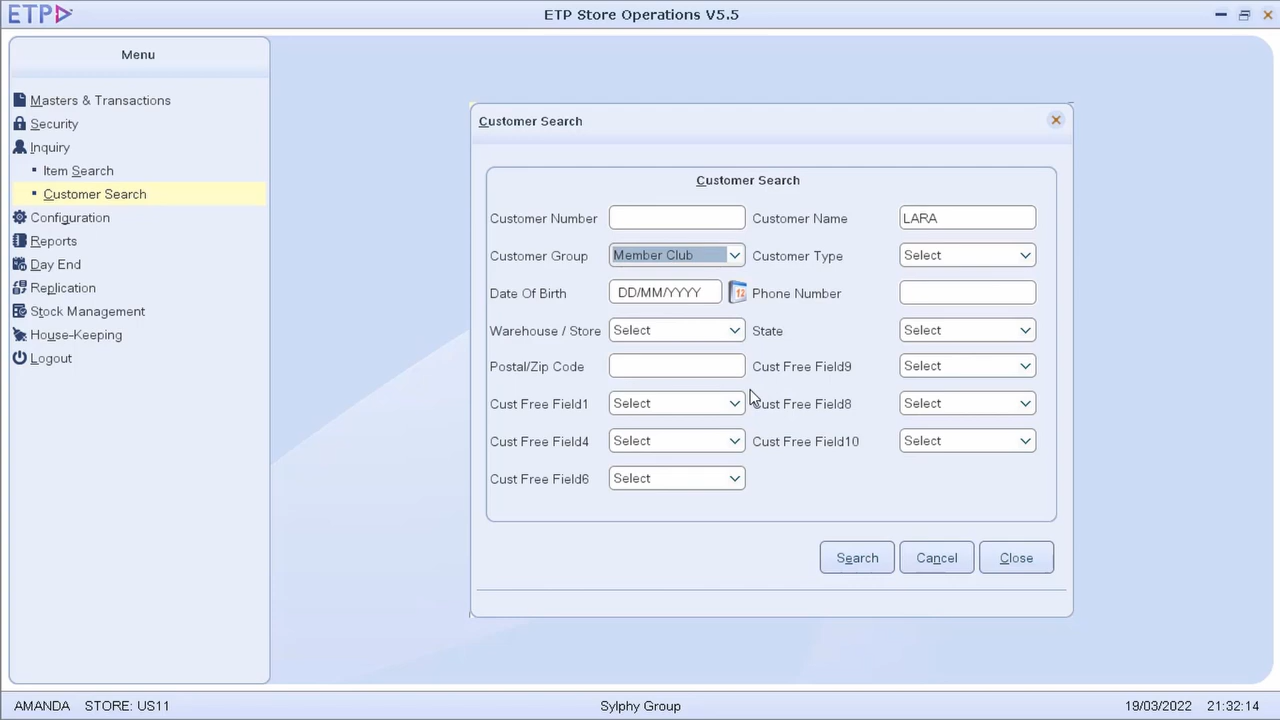 ETP
ETP Store Operations V5.5
Menu
Masters & Transactions
Security
Inquiry
Item Search
Customer Search
Configuration
Reports
Day End
Replication
Stock Management
House-Keeping
Logout
Customer Search
Customer Search
Customer Number Customer Name LARA
Customer Group Member Club Customer Type Select
Date Of Birth DD/MM/YYYY 12 Phone Number
Warehouse / Store Select State Select
Postal/Zip Code Cust Free Field9 Select
Cust Free Field1 Select Cust Free Field8 Select
Cust Free Field4 Select Cust Free Field10 Select
Cust Free Field6 Select
Search Cancel Close
AMANDA STORE: US11 Sylphy Group 19/03/2022 21:32:14